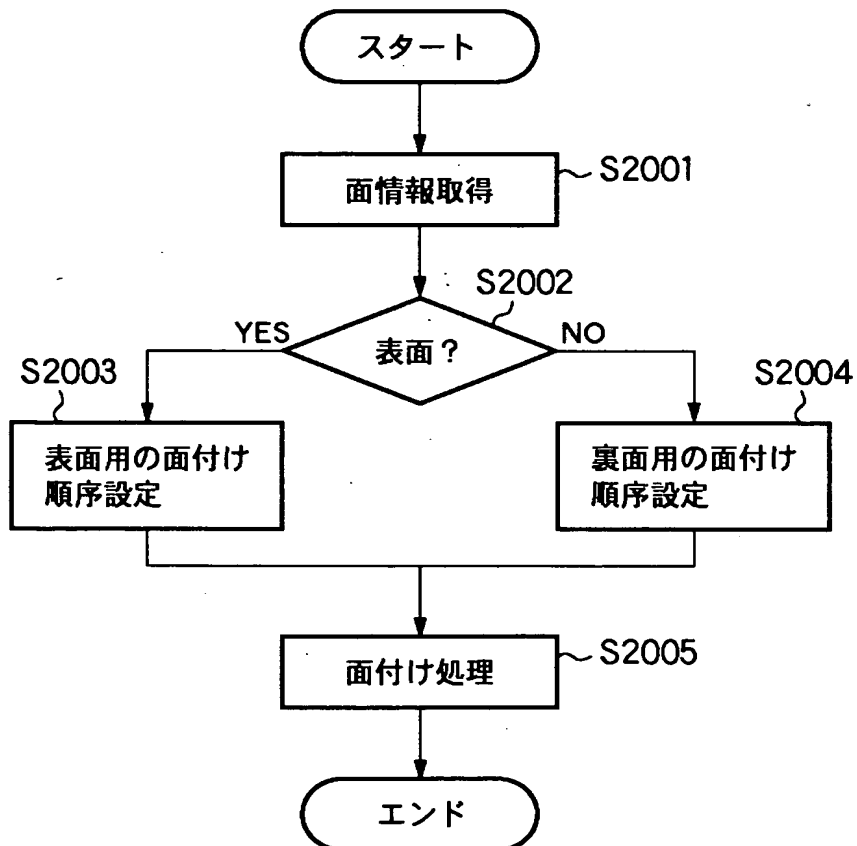 スタート
面情報取得
S2001
S2002
YES
表面?
NO
S2003
S2004
表面用の面付け
順序設定
裏面用の面付け
順序設定
面付け処理
S2005
エンド